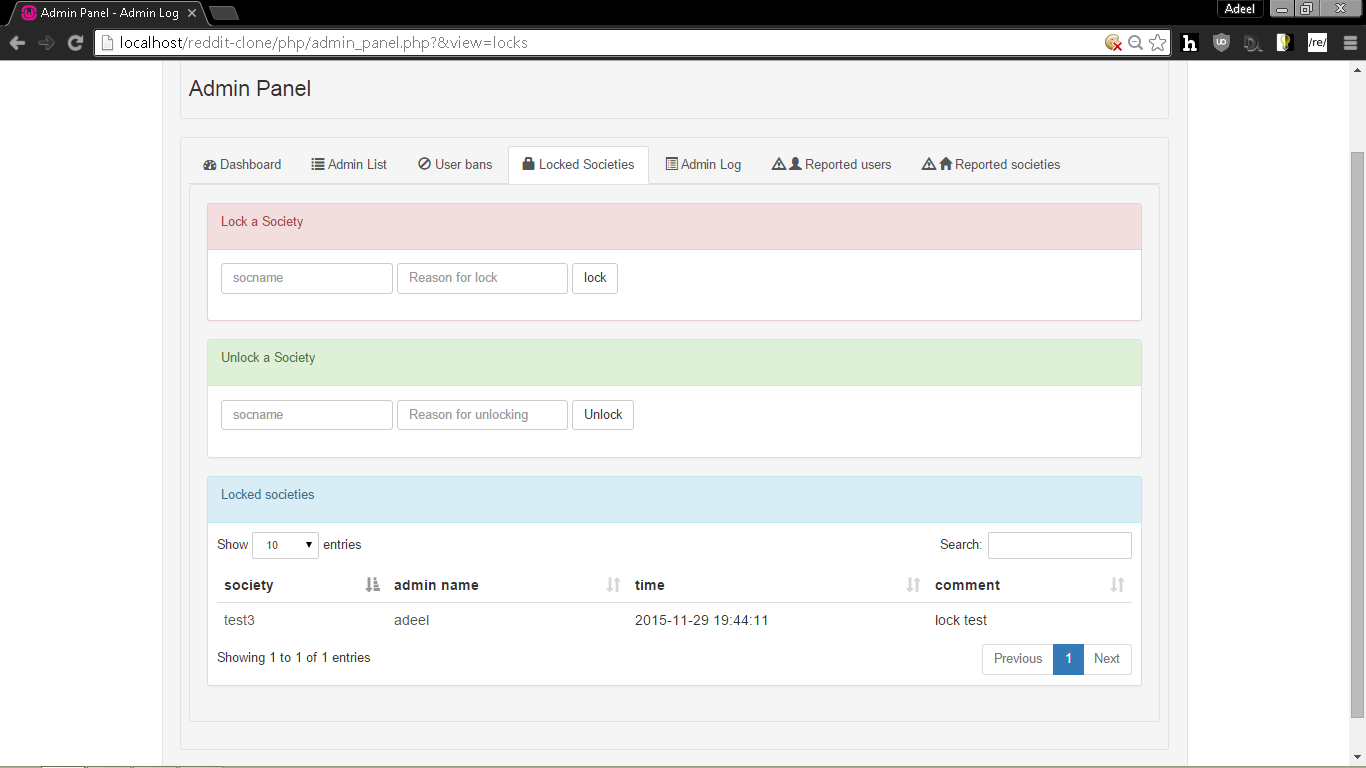 Admin Panel - Admin Log
Adeel
localhost/reddit-clone/php/admin_panel.php?&view=locks
Admin Panel
Dashboard Admin List User bans Locked Societies Admin Log Reported users Reported societies
Lock a Society
socname Reason for lock lock
Unlock a Society
socname Reason for unlocking Unlock
Locked societies
Show 10 entries Search:
society admin name time comment
test3 adeel 2015-11-29 19:44:11 lock test
Showing 1 to 1 of 1 entries Previous 1 Next